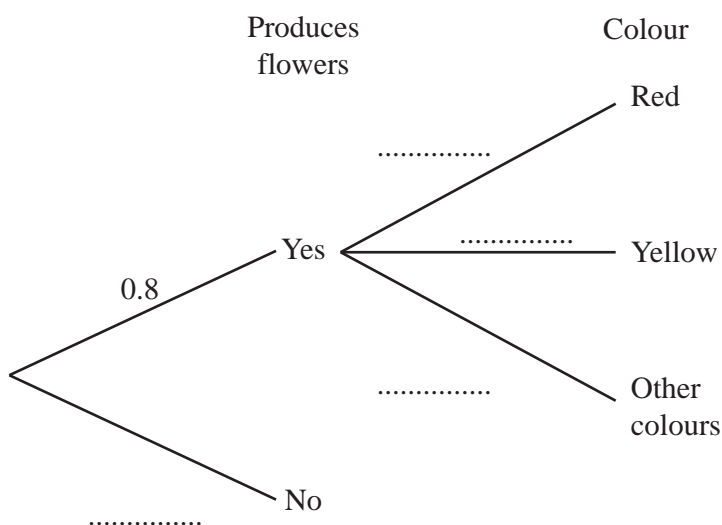 Produces
flowers
Colour
Red
...............
Yes
...............
Yellow
0.8
...............
Other
colours
No
...............